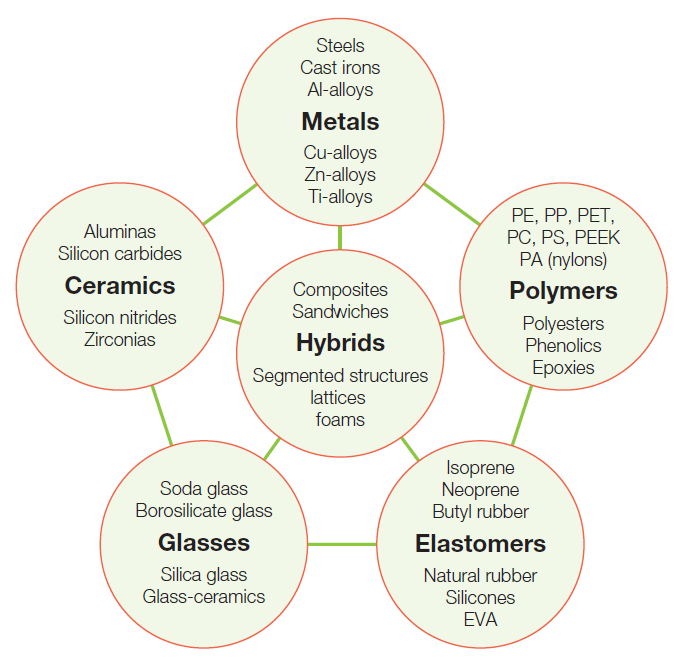 Steels
Cast irons
Al-alloys
Metals
Cu-alloys
Zn-alloys
Ti-alloys
Aluminas
Silicon carbides
Ceramics
Silicon nitrides
Zirconias
PE, PP, PET,
PC, PS, PEEK
PA (nylons)
Polymers
Polyesters
Phenolics
Epoxies
Composites
Sandwiches
Hybrids
Segmented structures
lattices
foams
Soda glass
Borosilicate glass
Glasses
Silica glass
Glass-ceramics
Isoprene
Neoprene
Butyl rubber
Elastomers
Natural rubber
Silicones
EVA